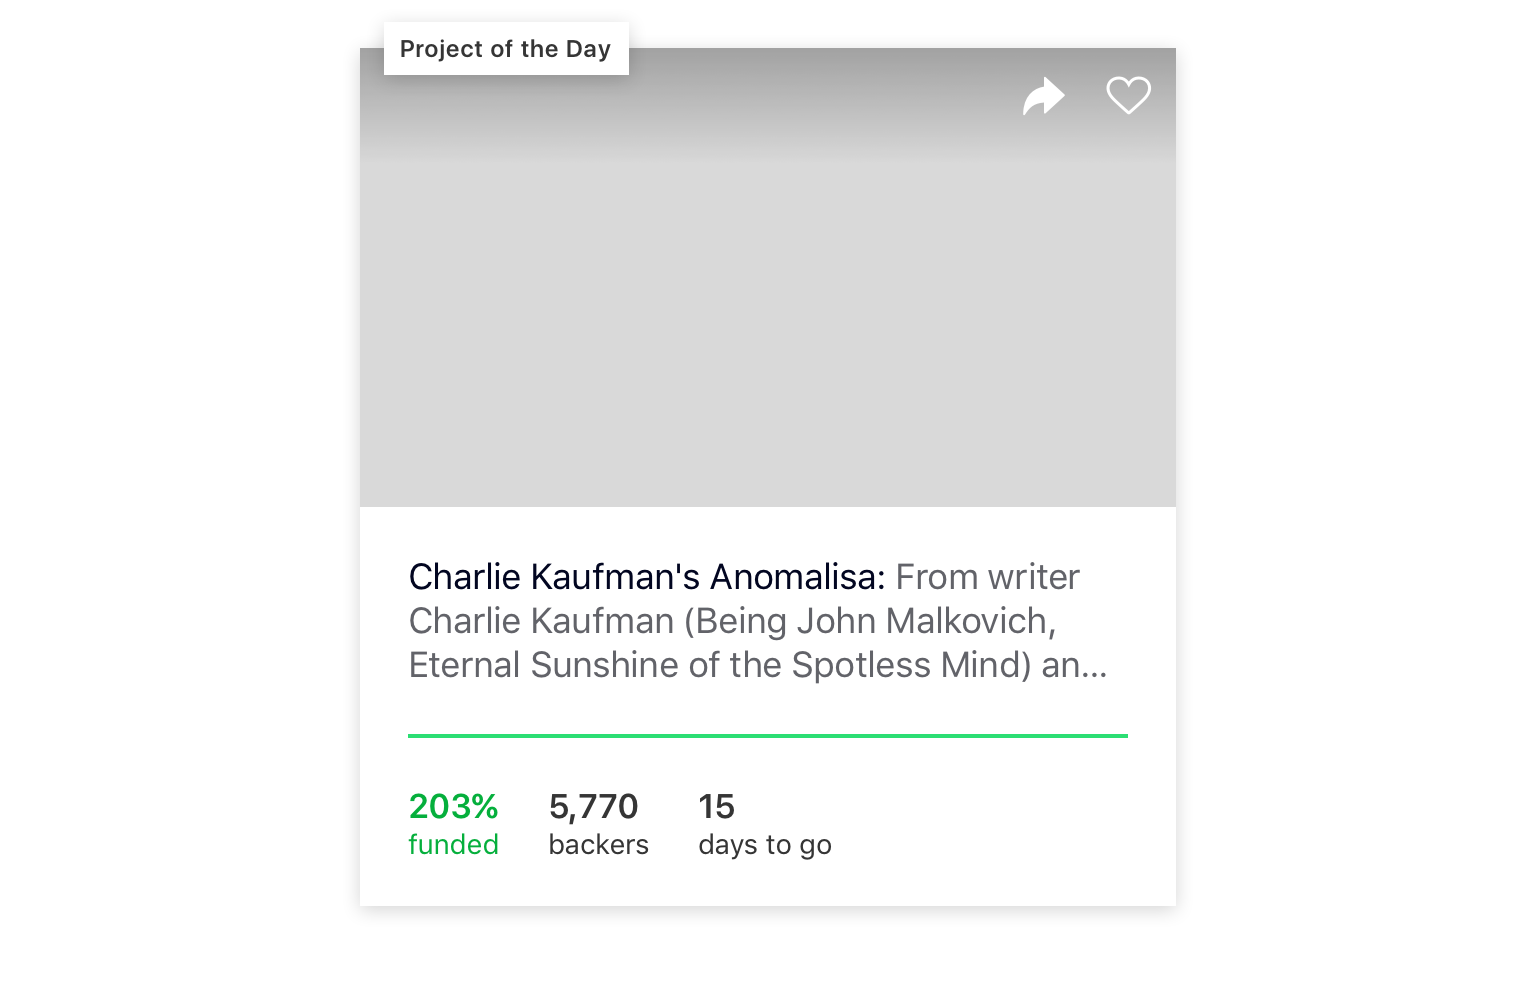 Project of the Day
Charlie Kaufman's Anomalisa: From writer
Charlie Kaufman (Being John Malkovich,
Eternal Sunshine of the Spotless Mind) an...
203% 5,770 15
funded backers days to go